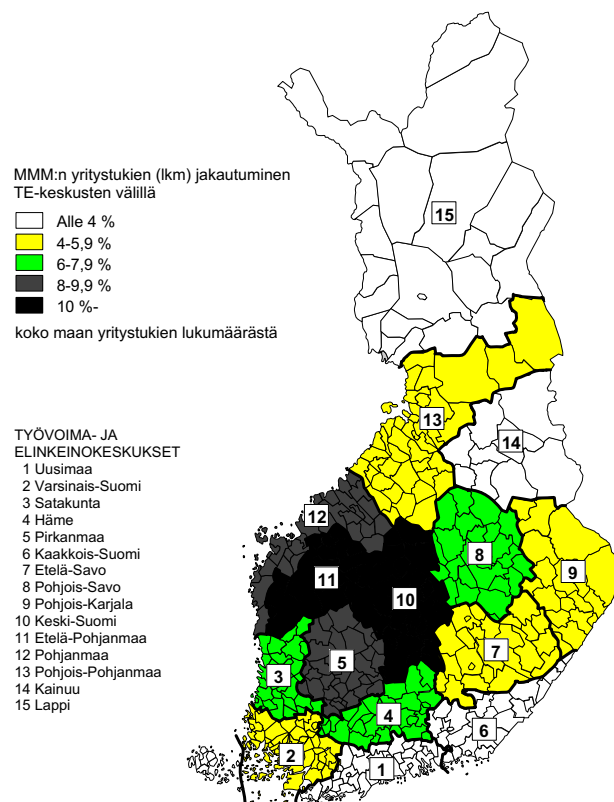 MMM:n yritystukien (lkm) jakautuminen
TE-keskusten välillä
Alle 4 %
4-5,9 %
6-7,9 %
8-9,9 %
10 %-
koko maan yritystukien lukumäärästä
TYÖVOIMA- JA
ELINKEINOKESKUKSET
1 Uusimaa
2 Varsinais-Suomi
3 Satakunta
4 Häme
5 Pirkanmaa
6 Kaakkois-Suomi
7 Etelä-Savo
8 Pohjois-Savo
9 Pohjois-Karjala
10 Keski-Suomi
11 Etelä-Pohjanmaa
12 Pohjanmaa
13 Pohjois-Pohjanmaa
14 Kainuu
15 Lappi
15
13
14
12
8
11
9
10
7
5
3
4
6
2
1